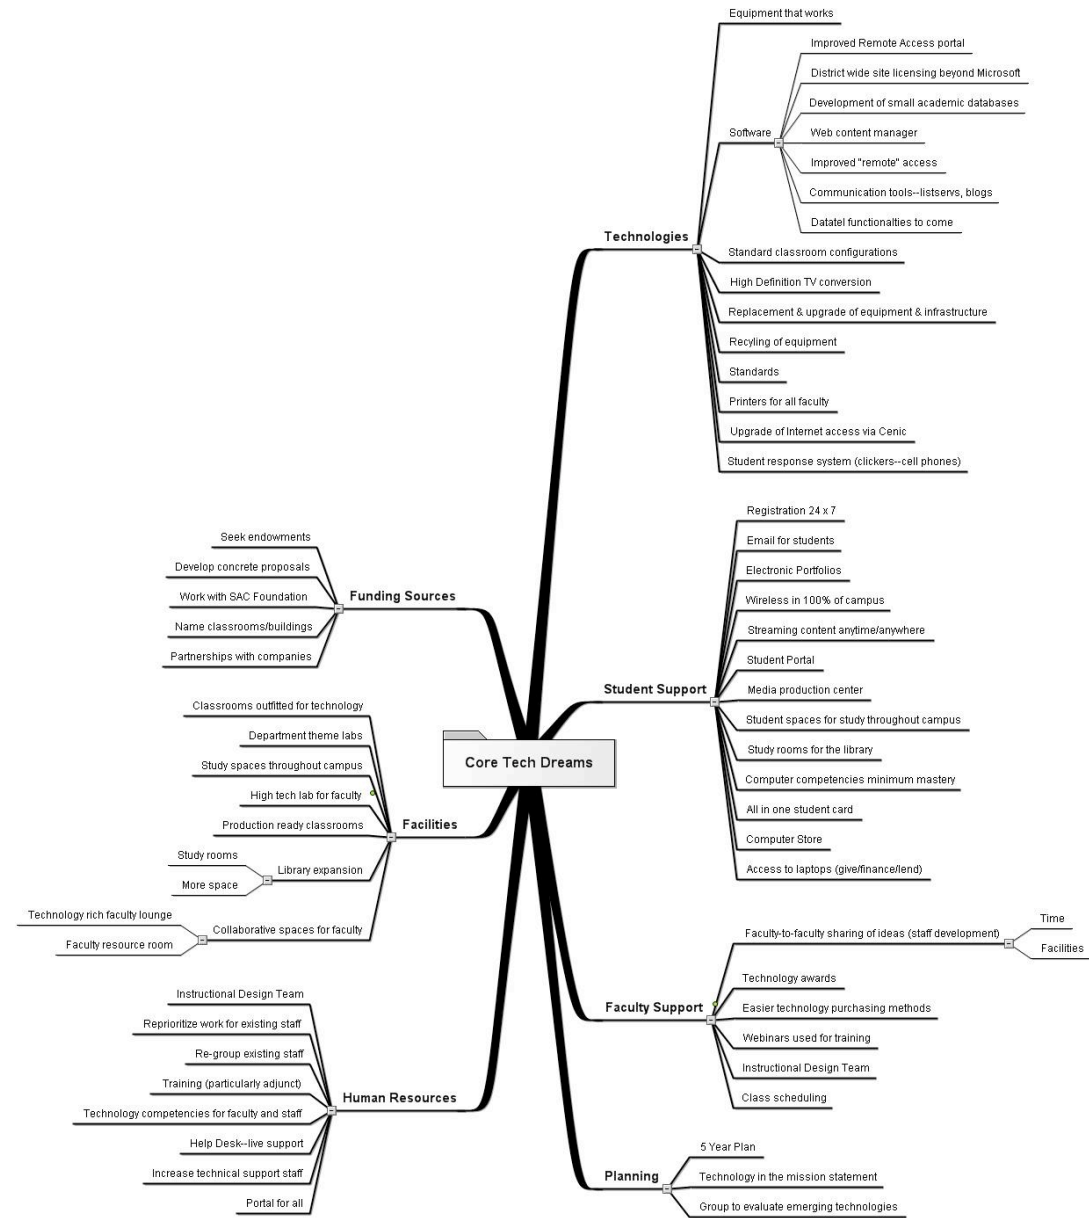 Core Tech Dreams
Technologies
Equipment that works
Software
Improved Remote Access portal
District wide site licensing beyond Microsoft
Development of small academic databases
Web content manager
Improved "remote" access
Communication tools--listservs, blogs
Datatel functionalties to come
Standard classroom configurations
High Definition TV conversion
Replacement & upgrade of equipment & infrastructure
Recyling of equipment
Standards
Printers for all faculty
Upgrade of Internet access via Cenic
Student response system (clickers--cell phones)
Student Support
Registration 24 x 7
Email for students
Electronic Portfolios
Wireless in 100% of campus
Streaming content anytime/anywhere
Student Portal
Media production center
Student spaces for study throughout campus
Study rooms for the library
Computer competencies minimum mastery
All in one student card
Computer Store
Access to laptops (give/finance/lend)
Faculty Support
Faculty-to-faculty sharing of ideas (staff development)
Time
Facilities
Technology awards
Easier technology purchasing methods
Webinars used for training
Instructional Design Team
Class scheduling
Planning
5 Year Plan
Technology in the mission statement
Group to evaluate emerging technologies
Funding Sources
Seek endowments
Develop concrete proposals
Work with SAC Foundation
Name classrooms/buildings
Partnerships with companies
Facilities
Classrooms outfitted for technology
Department theme labs
Study spaces throughout campus
High tech lab for faculty
Production ready classrooms
Library expansion
Study rooms
More space
Collaborative spaces for faculty
Technology rich faculty lounge
Faculty resource room
Human Resources
Instructional Design Team
Reprioritize work for existing staff
Re-group existing staff
Training (particularly adjunct)
Technology competencies for faculty and staff
Help Desk--live support
Increase technical support staff
Portal for all